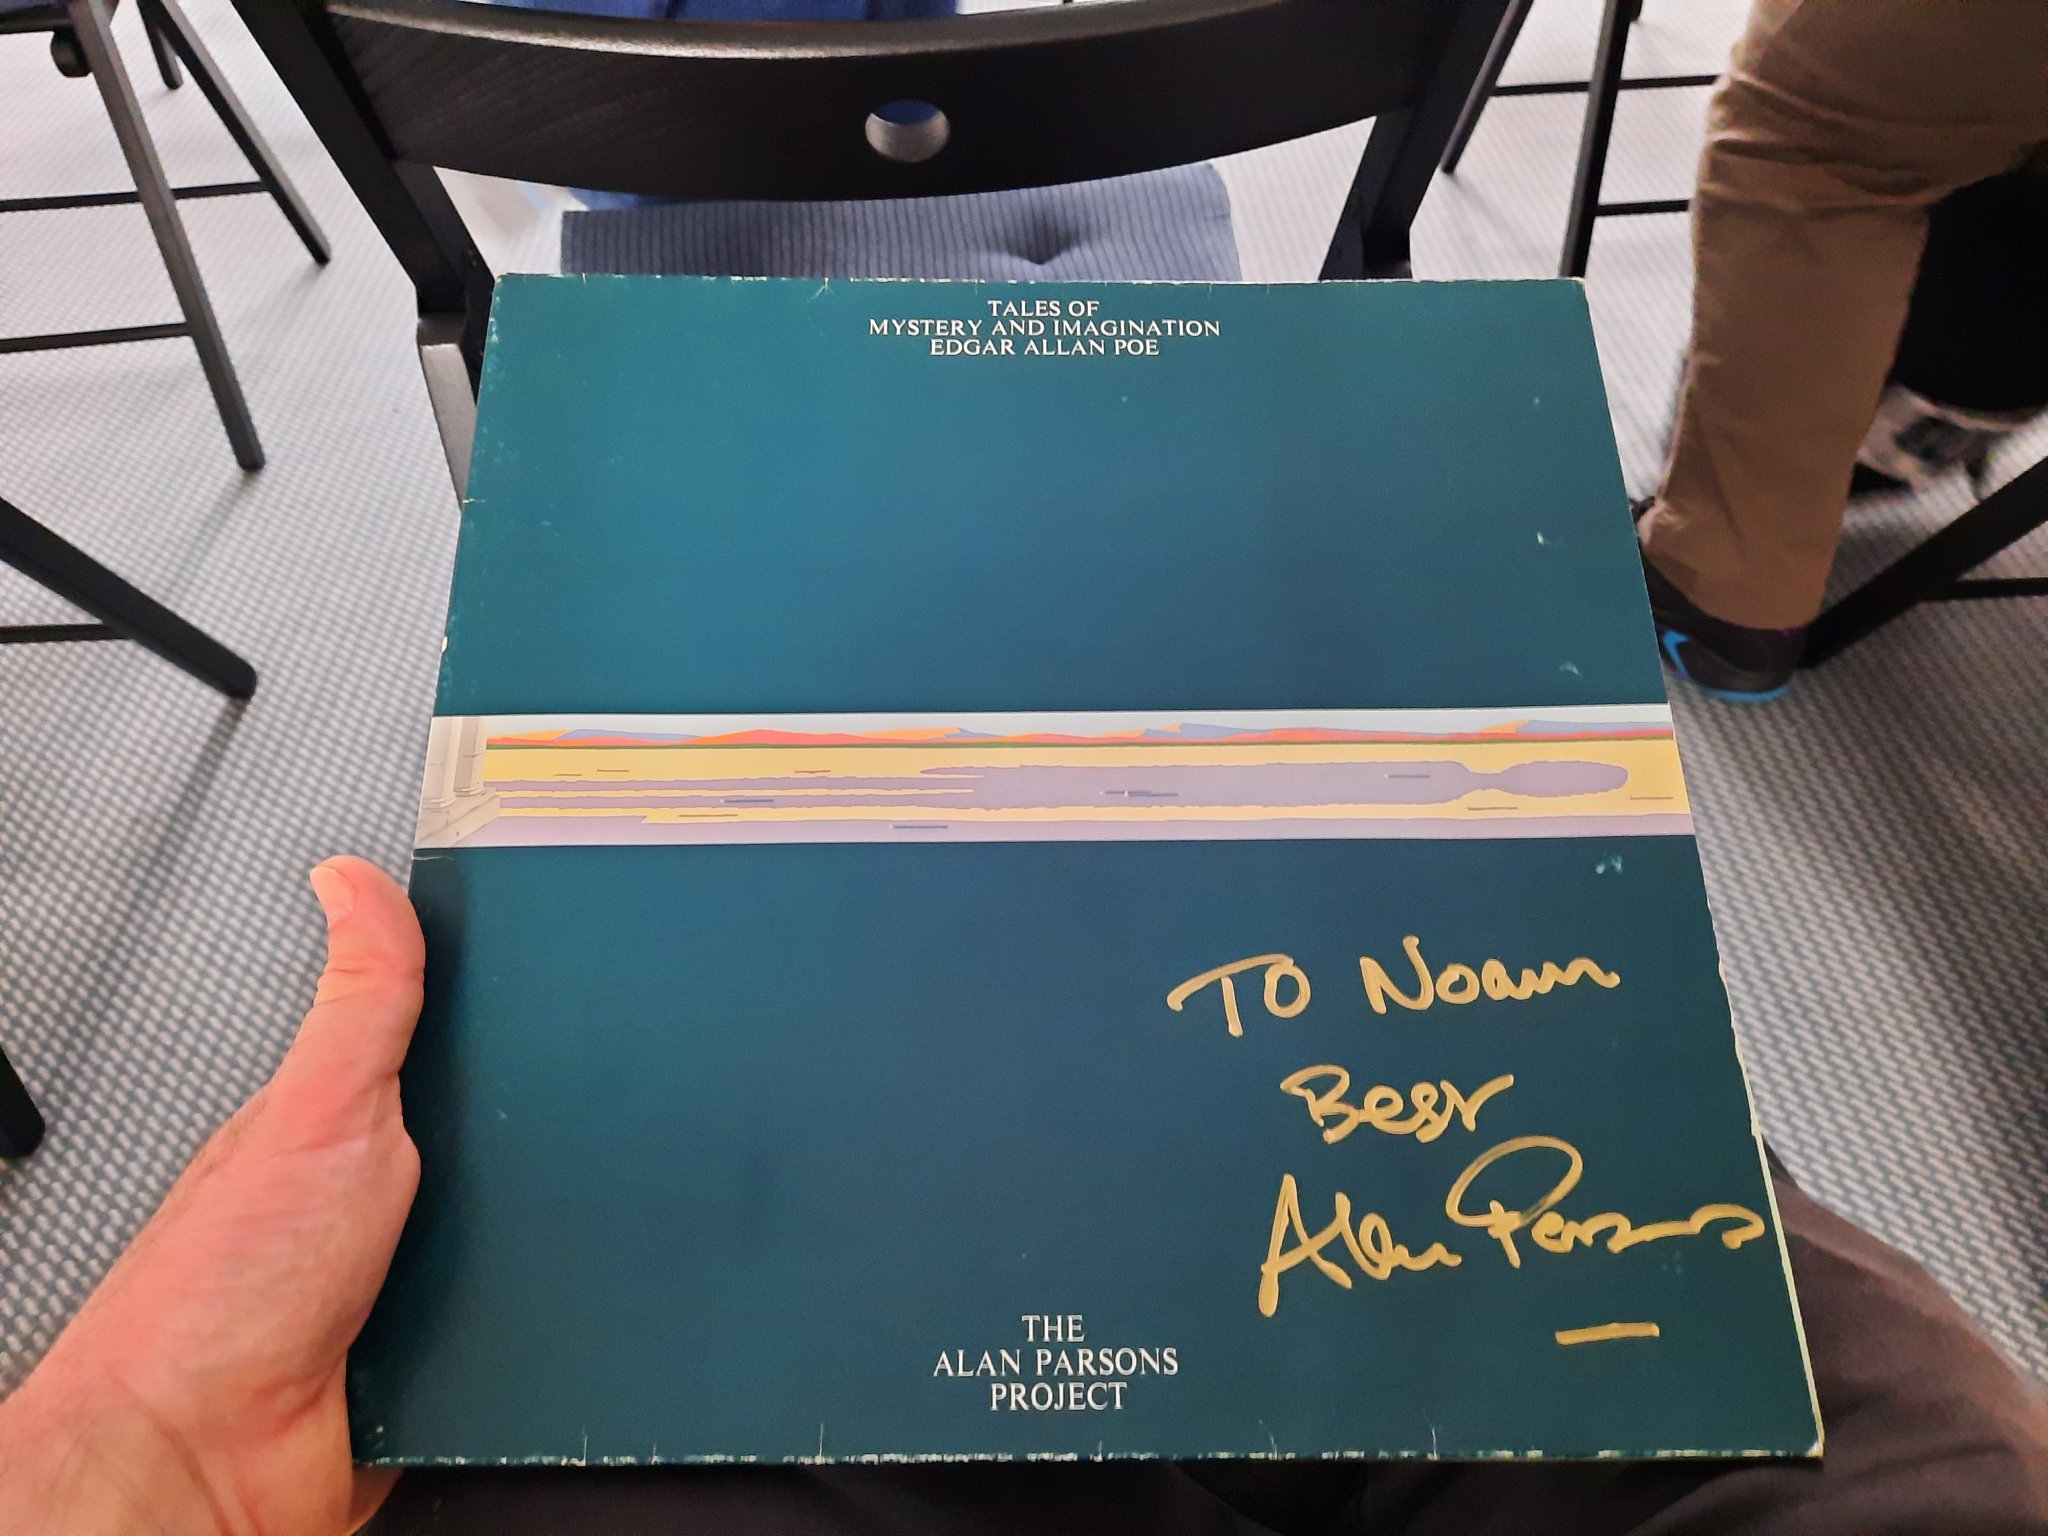 TALES OF
MYSTERY AND IMAGINATION
EDGAR ALLAN POE
TO Noam
Best
Alan Parsons
THE
ALAN PARSONS
PROJECT